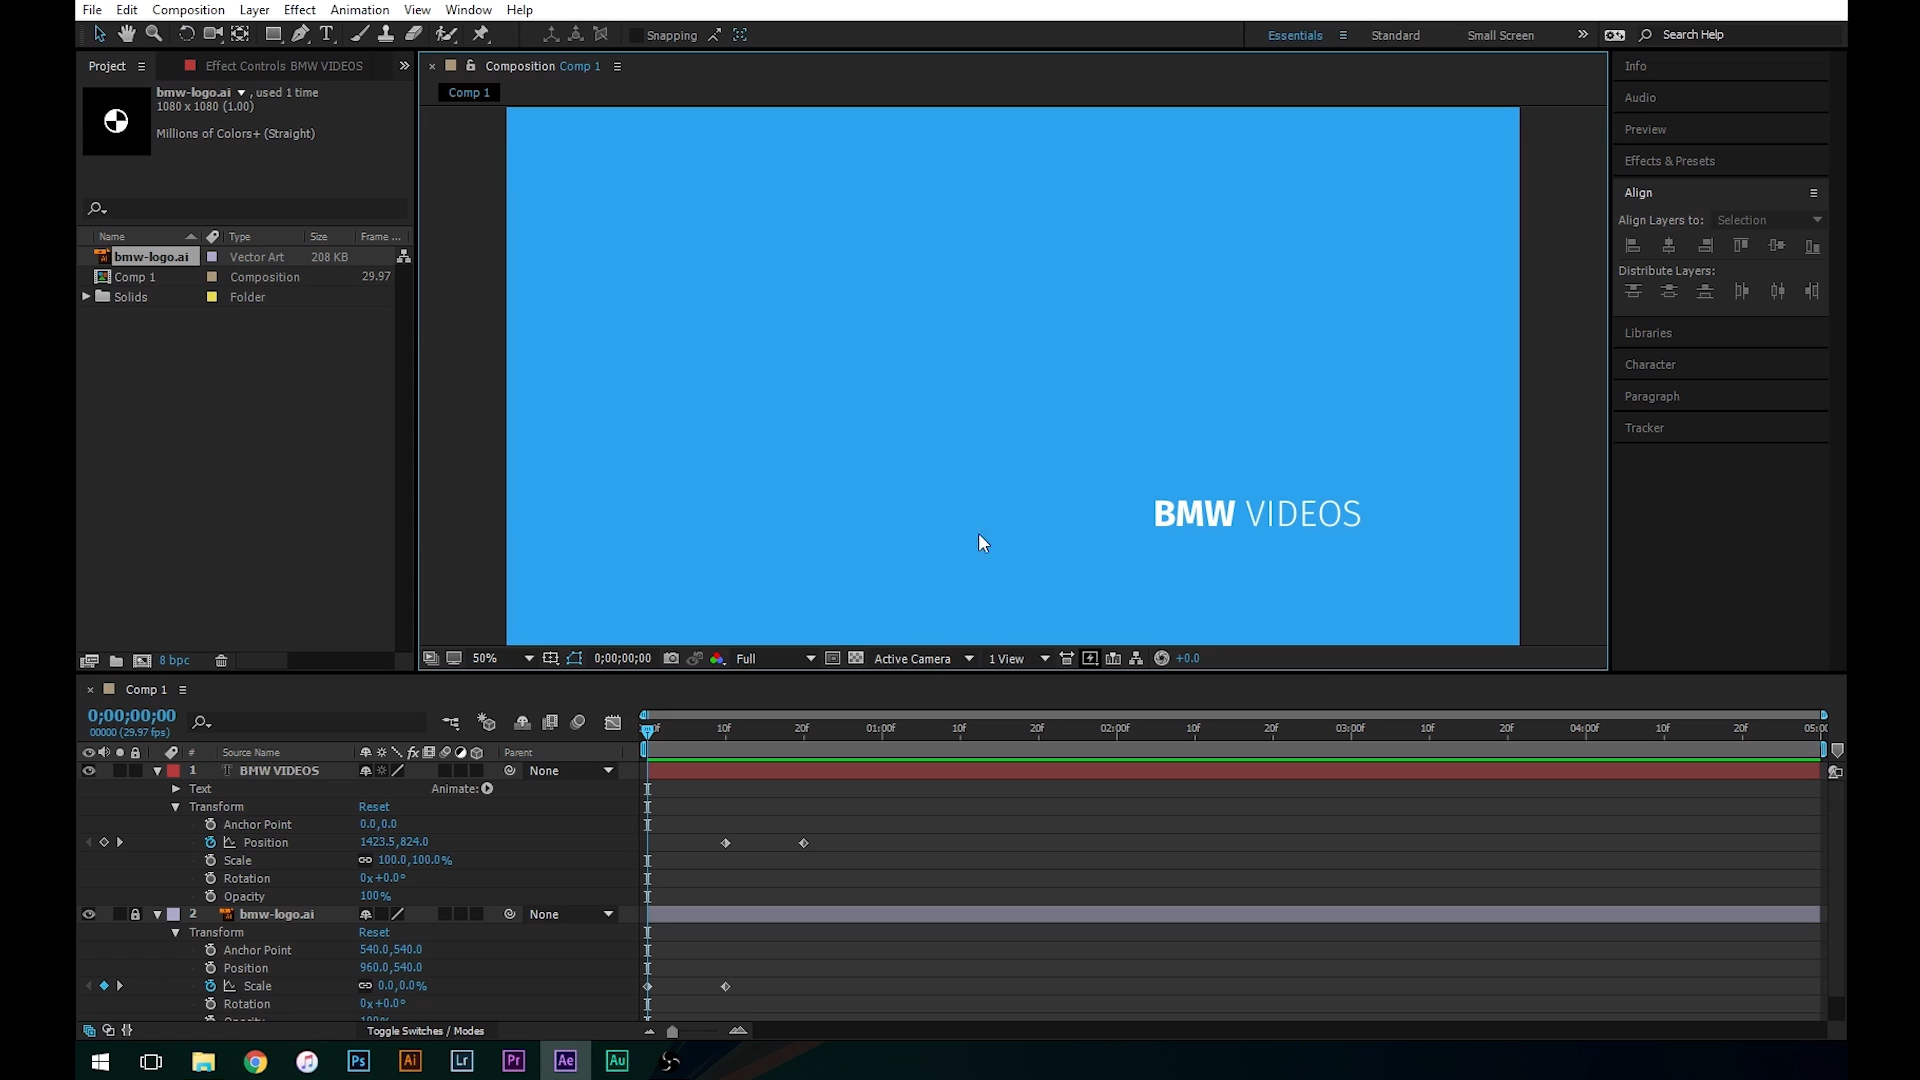 File Edit Composition Layer Effect Animation View Window Help
Snapping Essentials Standard Small Screen Search Help
Project Effect Controls BMW VIDEOS
Composition Comp 1
Comp 1
bmw-logo.ai , used 1 time
1080 x 1080 (1.00)
Millions of Colors+ (Straight)
Name Type Size Frame ...
bmw-logo.ai Vector Art 208 KB
Comp 1 Composition 29.97
Solids Folder
8 bpc
BMW VIDEOS
50% 0;00;00;00 Full Active Camera 1 View +0.0
Info
Audio
Preview
Effects & Presets
Align
Align Layers to: Selection
Distribute Layers:
Libraries
Character
Paragraph
Tracker
Comp 1
0;00;00;00
00000 (29.97 fps)
10f 20f 01:00f 10f 20f 02:00f 10f 20f 03:00f 10f 20f 04:00f 10f 20f
# Source Name fx Parent
1 T BMW VIDEOS None
Text Animate:
Transform Reset
Anchor Point 0.0,0.0
Position 1423.5,824.0
Scale 100.0,100.0%
Rotation 0x+0.0°
Opacity 100%
2 bmw-logo.ai None
Transform Reset
Anchor Point 540.0,540.0
Position 960.0,540.0
Scale 0.0,0.0%
Rotation 0x+0.0°
Toggle Switches / Modes
Ps Ai Lr Pr Ae Au